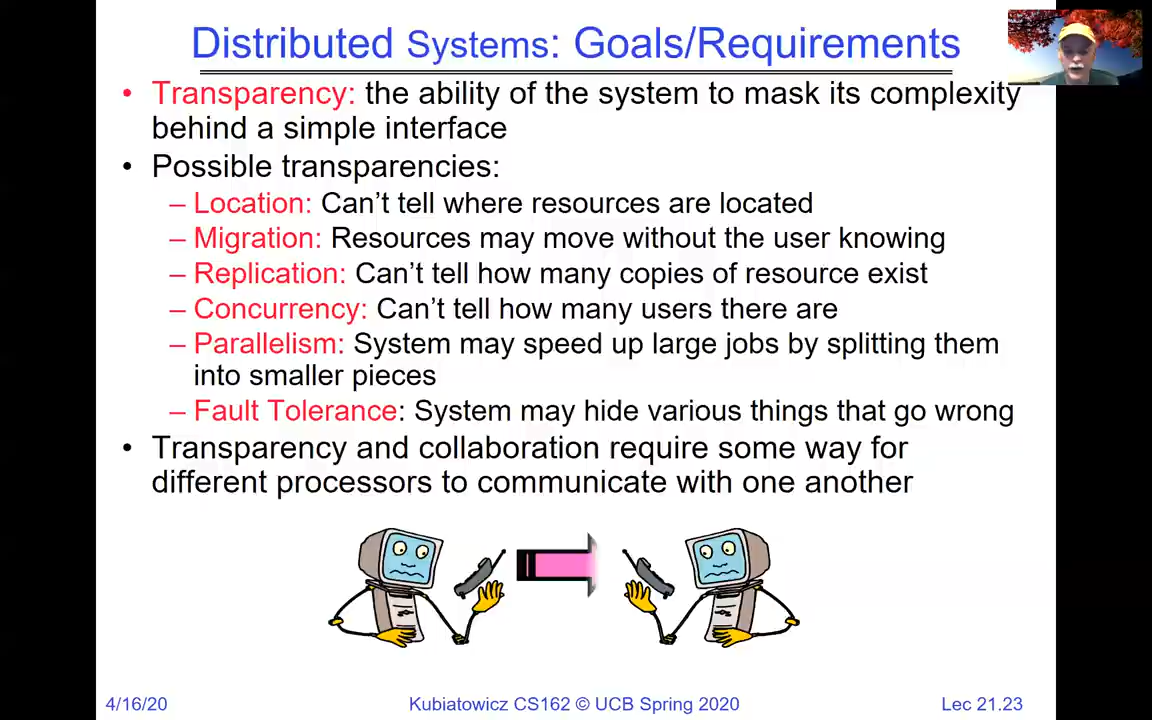 Distributed Systems: Goals/Requirements
• Transparency: the ability of the system to mask its complexity
behind a simple interface
• Possible transparencies:
– Location: Can't tell where resources are located
– Migration: Resources may move without the user knowing
– Replication: Can't tell how many copies of resource exist
– Concurrency: Can't tell how many users there are
– Parallelism: System may speed up large jobs by splitting them
into smaller pieces
– Fault Tolerance: System may hide various things that go wrong
• Transparency and collaboration require some way for
different processors to communicate with one another
4/16/20
Kubiatowicz CS162 © UCB Spring 2020
Lec 21.23